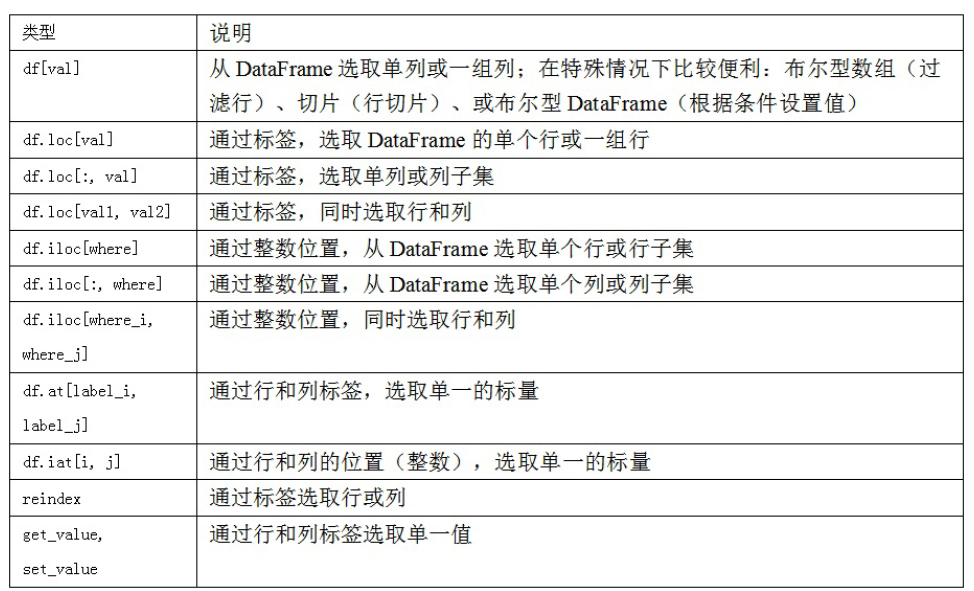 类型 说明
df[val] 从 DataFrame 选取单列或一组列；在特殊情况下比较便利：布尔型数组（过
滤行）、切片（行切片）、或布尔型 DataFrame（根据条件设置值）
df.loc[val] 通过标签，选取 DataFrame 的单个行或一组行
df.loc[:, val] 通过标签，选取单列或列子集
df.loc[val1, val2] 通过标签，同时选取行和列
df.iloc[where] 通过整数位置，从 DataFrame 选取单个行或行子集
df.iloc[:, where] 通过整数位置，从 DataFrame 选取单个列或列子集
df.iloc[where_i, 通过整数位置，同时选取行和列
where_j]
df.at[label_i, 通过行和列标签，选取单一的标量
label_j]
df.iat[i, j] 通过行和列的位置（整数），选取单一的标量
reindex 通过标签选取行或列
get_value, 通过行和列标签选取单一值
set_value